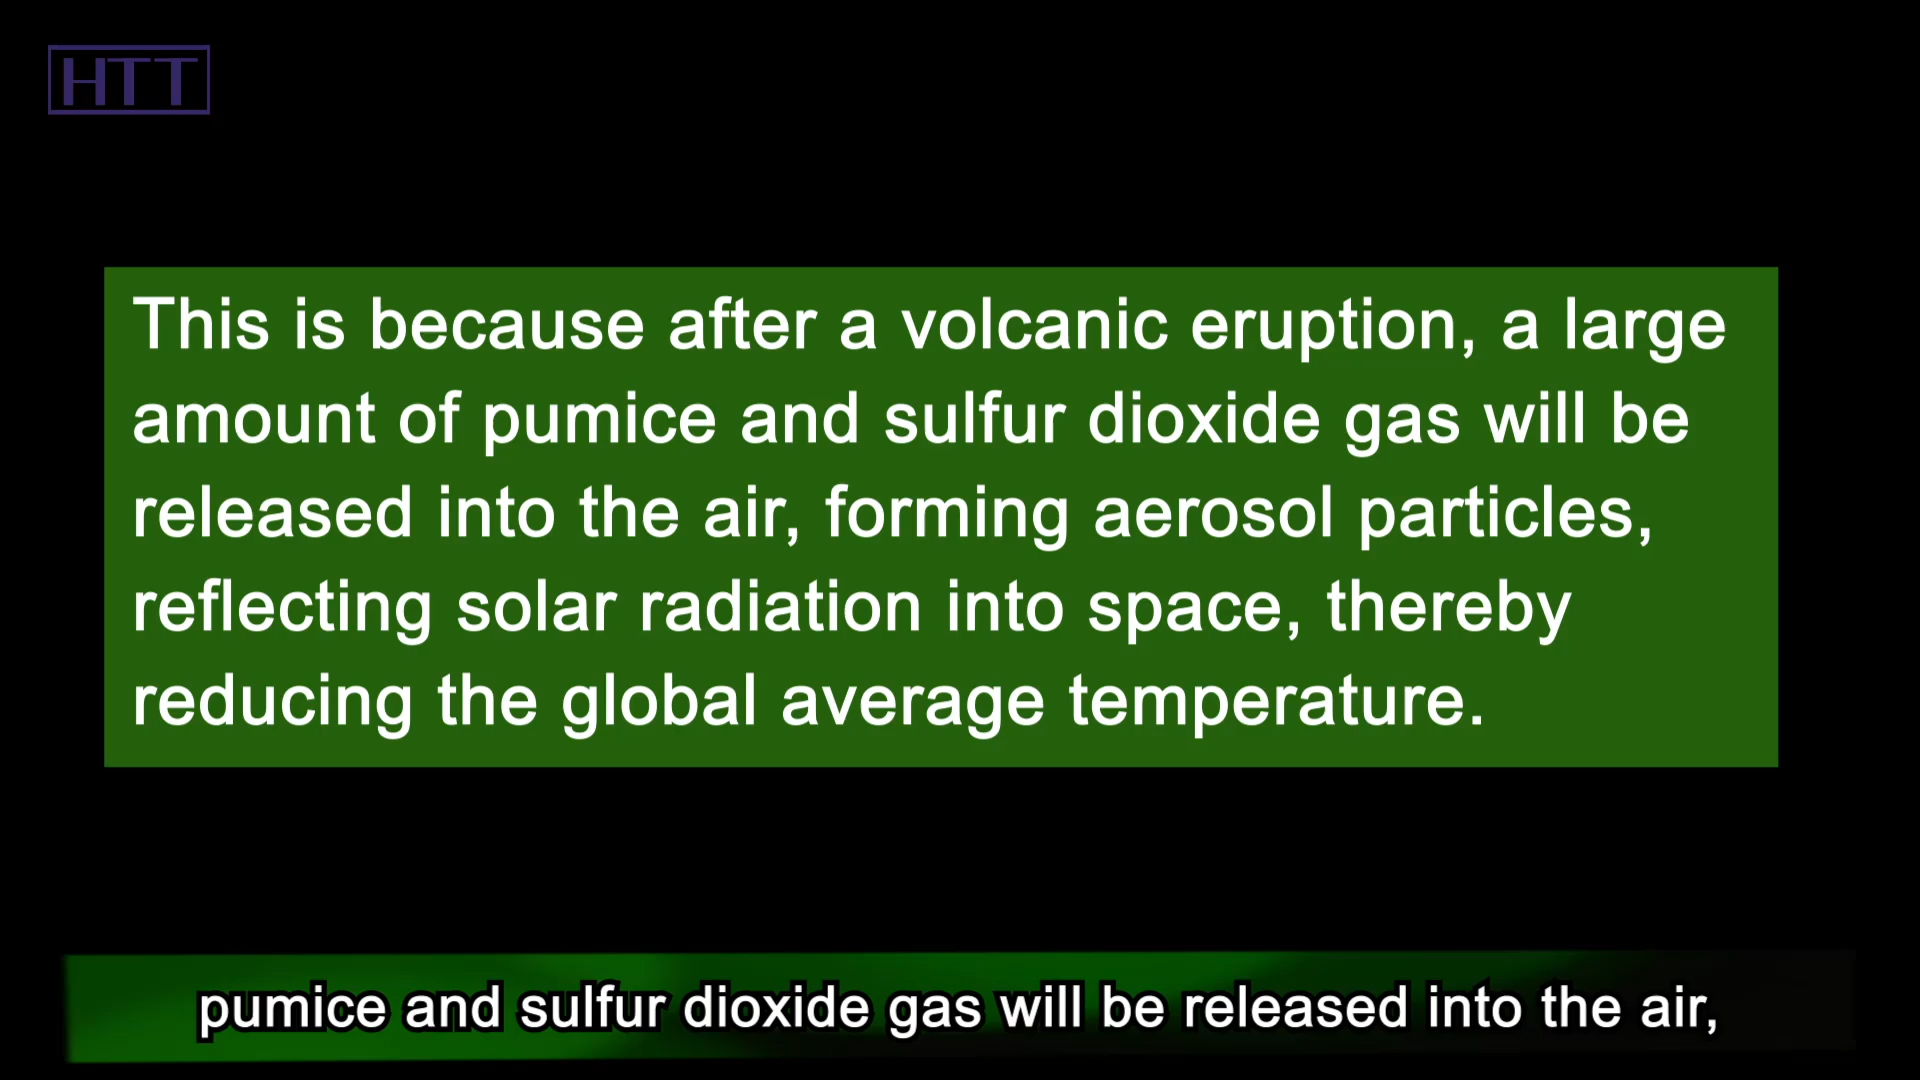 HTT
This is because after a volcanic eruption, a large
amount of pumice and sulfur dioxide gas will be
released into the air, forming aerosol particles,
reflecting solar radiation into space, thereby
reducing the global average temperature.
pumice and sulfur dioxide gas will be released into the air,